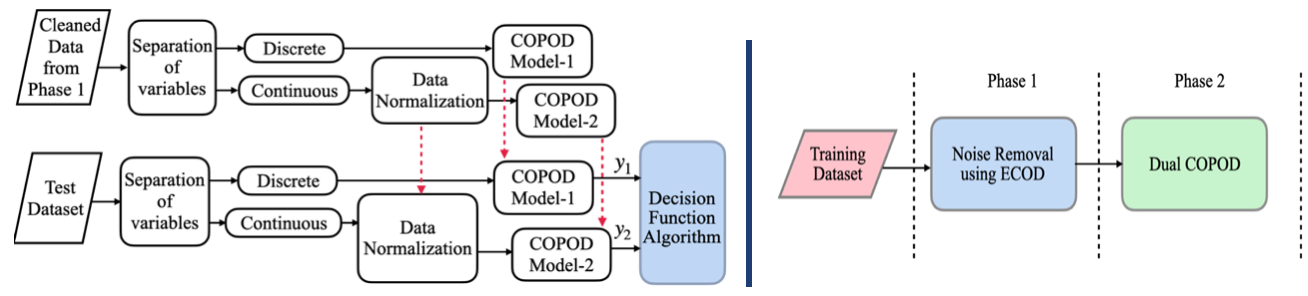 Cleaned
Data
from
Phase 1
Separation
of
variables
Discrete
Continuous
Data
Normalization
COPOD
Model-1
COPOD
Model-2
Test
Dataset
Separation
of
variables
Discrete
Continuous
Data
Normalization
COPOD
Model-1
COPOD
Model-2
y1
y2
Decision
Function
Algorithm
Phase 1
Phase 2
Training
Dataset
Noise Removal
using ECOD
Dual COPOD